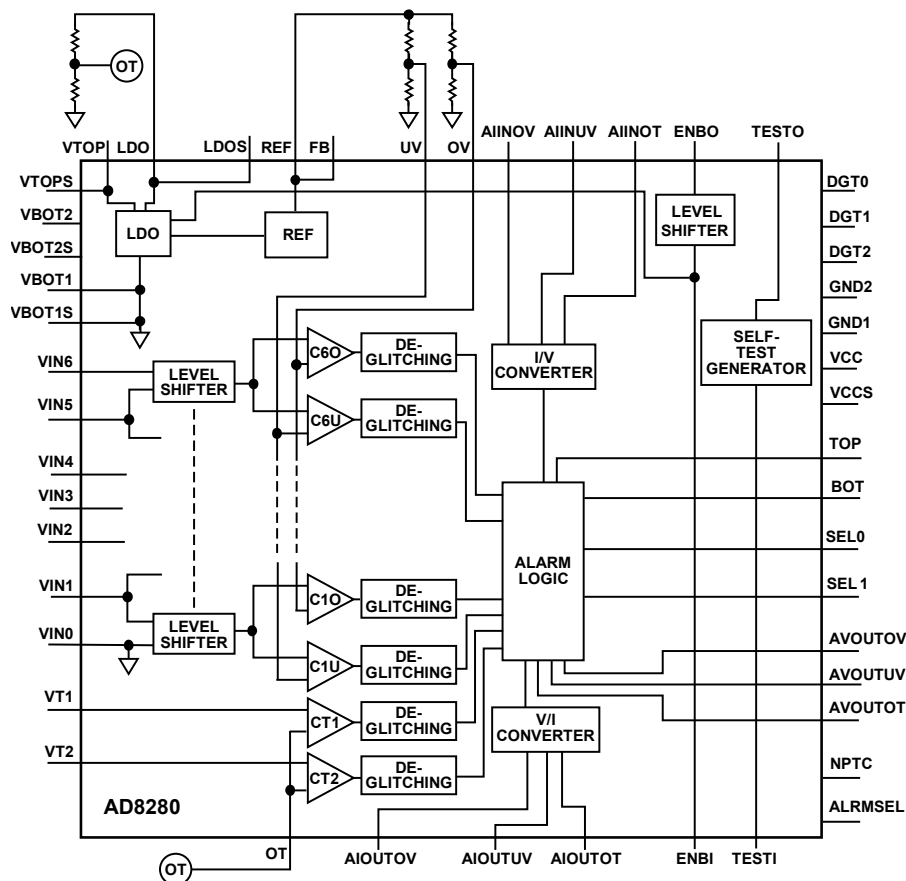 OT
VTOP
LDO
LDOS
REF
FB
UV
OV
AIINOV
AIINUV
AIINOT
ENBO
TESTO
VTOPS
VBOT2
VBOT2S
VBOT1
VBOT1S
VIN6
VIN5
VIN4
VIN3
VIN2
VIN1
VIN0
VT1
VT2
LDO
REF
LEVEL
SHIFTER
LEVEL
SHIFTER
LEVEL
SHIFTER
C6O
DE-
GLITCHING
C6U
DE-
GLITCHING
C1O
DE-
GLITCHING
C1U
DE-
GLITCHING
CT1
DE-
GLITCHING
CT2
DE-
GLITCHING
I/V
CONVERTER
SELF-
TEST
GENERATOR
ALARM
LOGIC
V/I
CONVERTER
DGT0
DGT1
DGT2
GND2
GND1
VCC
VCCS
TOP
BOT
SEL0
SEL1
AVOUTOV
AVOUTUV
AVOUTOT
NPTC
ALRMSEL
AD8280
OT
OT
AIOUTOV
AIOUTUV
AIOUTOT
ENBI
TESTI